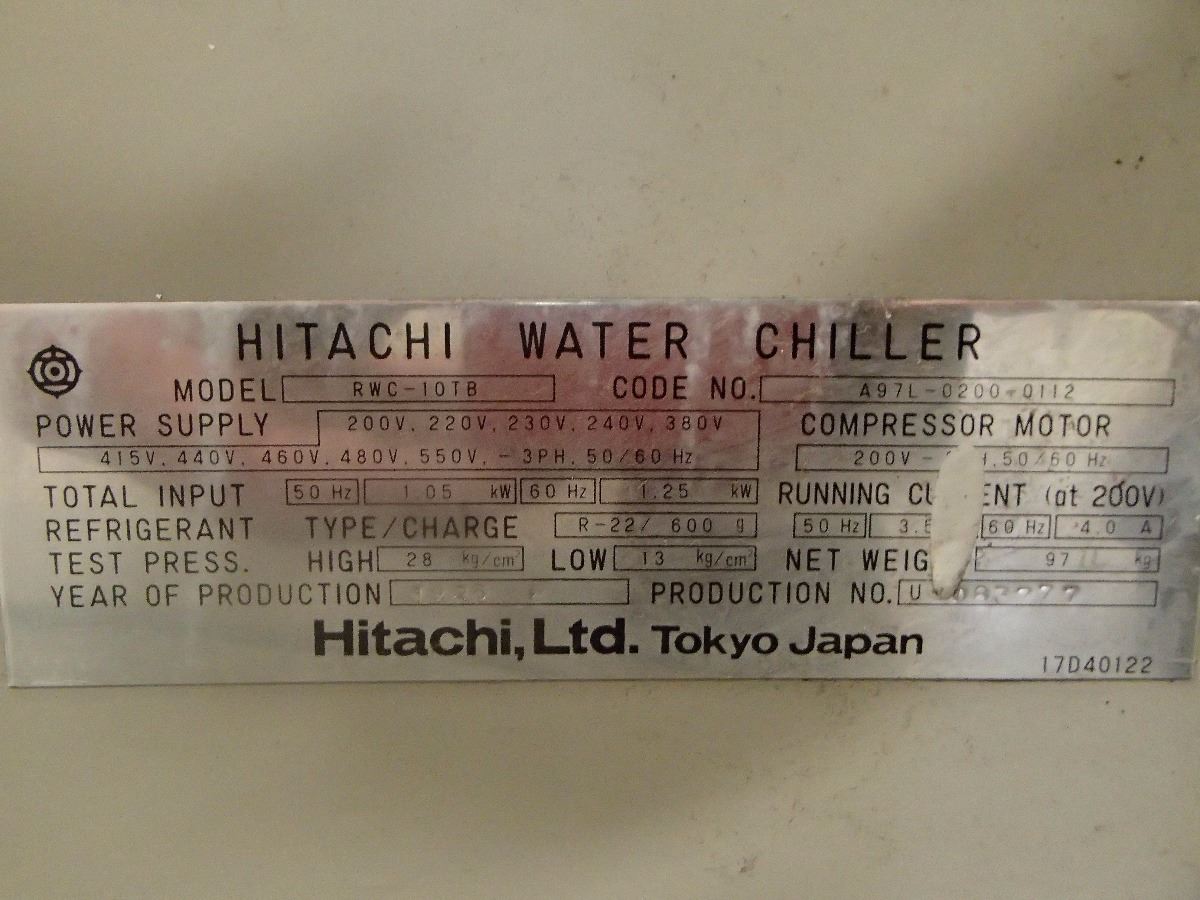 HITACHI WATER CHILLER
MODEL RWC-10TB CODE NO. A97L-0200-0112
POWER SUPPLY 200V, 220V, 230V, 240V, 380V COMPRESSOR MOTOR
415V, 440V, 460V, 480V, 550V, - 3PH, 50/60 Hz 200V - H,50/60 Hz
TOTAL INPUT 50 Hz 1.05 kW 60 Hz 1.25 kW RUNNING (at 200V)
REFRIGERANT TYPE/CHARGE R-22/ 600 g 50 Hz 60 Hz 4.0 A
TEST PRESS. HIGH 28 kg/cm² LOW 13 kg/cm² NET 97 kg
YEAR OF PRODUCTION PRODUCTION NO.
Hitachi, Ltd. Tokyo Japan
17D40122